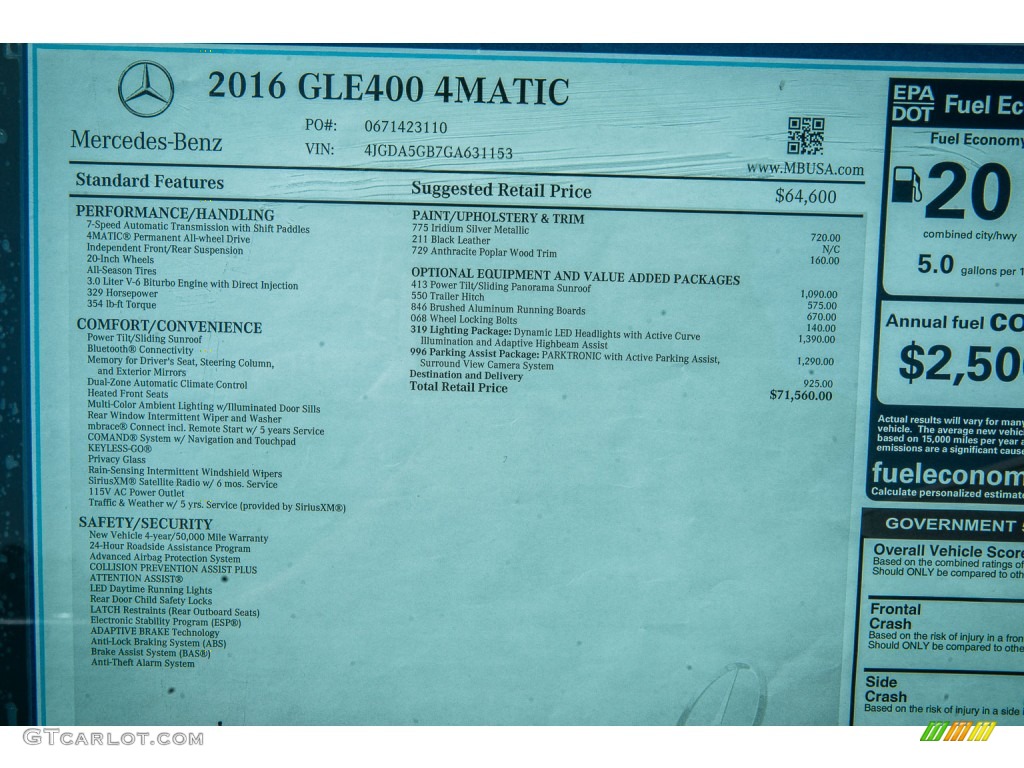 2016 GLE400 4MATIC
Mercedes-Benz
PO#: 0671423110
VIN: 4JGDA5GB7GA631153
www.MBUSA.com
Standard Features
Suggested Retail Price $64,600
PERFORMANCE/HANDLING
7-Speed Automatic Transmission with Shift Paddles
4MATIC® Permanent All-wheel Drive
Independent Front/Rear Suspension
20-Inch Wheels
All-Season Tires
3.0 Liter V-6 Biturbo Engine with Direct Injection
329 Horsepower
354 lb-ft Torque
COMFORT/CONVENIENCE
Power Tilt/Sliding Sunroof
Bluetooth® Connectivity
Memory for Driver's Seat, Steering Column,
and Exterior Mirrors
Dual-Zone Automatic Climate Control
Heated Front Seats
Multi-Color Ambient Lighting w/Illuminated Door Sills
Rear Window Intermittent Wiper and Washer
mbrace® Connect incl. Remote Start w/ 5 years Service
COMAND® System w/ Navigation and Touchpad
KEYLESS-GO®
Privacy Glass
Rain-Sensing Intermittent Windshield Wipers
SiriusXM® Satellite Radio w/ 6 mos. Service
115V AC Power Outlet
Traffic & Weather w/ 5 yrs. Service (provided by SiriusXM®)
SAFETY/SECURITY
New Vehicle 4-year/50,000 Mile Warranty
24-Hour Roadside Assistance Program
Advanced Airbag Protection System
COLLISION PREVENTION ASSIST PLUS
ATTENTION ASSIST®
LED Daytime Running Lights
Rear Door Child Safety Locks
LATCH Restraints (Rear Outboard Seats)
Electronic Stability Program (ESP®)
ADAPTIVE BRAKE Technology
Anti-Lock Braking System (ABS)
Brake Assist System (BAS®)
Anti-Theft Alarm System
PAINT/UPHOLSTERY & TRIM
775 Iridium Silver Metallic 720.00
211 Black Leather N/C
729 Anthracite Poplar Wood Trim 160.00
OPTIONAL EQUIPMENT AND VALUE ADDED PACKAGES
413 Power Tilt/Sliding Panorama Sunroof 1,090.00
550 Trailer Hitch 575.00
846 Brushed Aluminum Running Boards 670.00
068 Wheel Locking Bolts 140.00
319 Lighting Package: Dynamic LED Headlights with Active Curve 1,390.00
Illumination and Adaptive Highbeam Assist
996 Parking Assist Package: PARKTRONIC with Active Parking Assist, 1,290.00
Surround View Camera System
Destination and Delivery 925.00
Total Retail Price $71,560.00
EPA
DOT
Fuel Ec
Fuel Economy
20
combined city/hwy
5.0 gallons per 1
Annual fuel CO
$2,50
Actual results will vary for many
vehicle. The average new vehic
based on 15,000 miles per year a
emissions are a significant cause
fueleconom
Calculate personalized estimate
GOVERNMENT
Overall Vehicle Score
Based on the combined ratings of
Should ONLY be compared to oth
Frontal
Crash
Based on the risk of injury in a fron
Should ONLY be compared to othe
Side
Crash
Based on the risk of injury in a side
GTcarlot.com